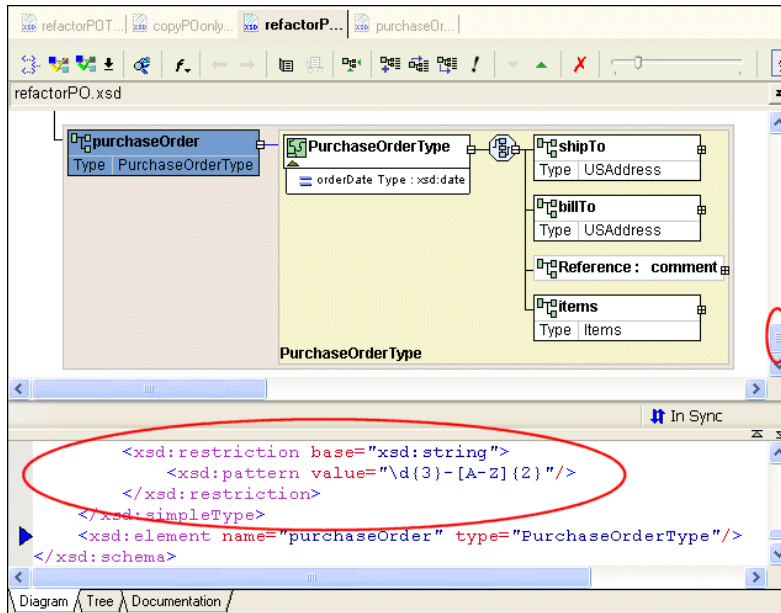 refactorPOT... copyPOonly... refactorP... purchaseOr...
refactorPO.xsd
purchaseOrder
Type PurchaseOrderType
PurchaseOrderType
orderDate Type : xsd:date
shipTo
Type USAddress
billTo
Type USAddress
Reference: comment
items
Type Items
PurchaseOrderType
In Sync
<xsd:restriction base="xsd:string">
<xsd:pattern value="\d{3}-[A-Z]{2}"/>
</xsd:restriction>
</xsd:simpleType>
<xsd:element name="purchaseOrder" type="PurchaseOrderType"/>
</xsd:schema>
Diagram Tree Documentation